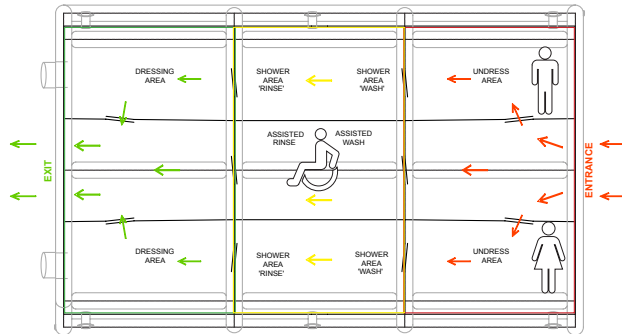 DRESSING
AREA
SHOWER
AREA
'RINSE'
SHOWER
AREA
'WASH'
UNDRESS
AREA
ASSISTED
RINSE
ASSISTED
WASH
EXIT
ENTRANCE
DRESSING
AREA
SHOWER
AREA
'RINSE'
SHOWER
AREA
'WASH'
UNDRESS
AREA